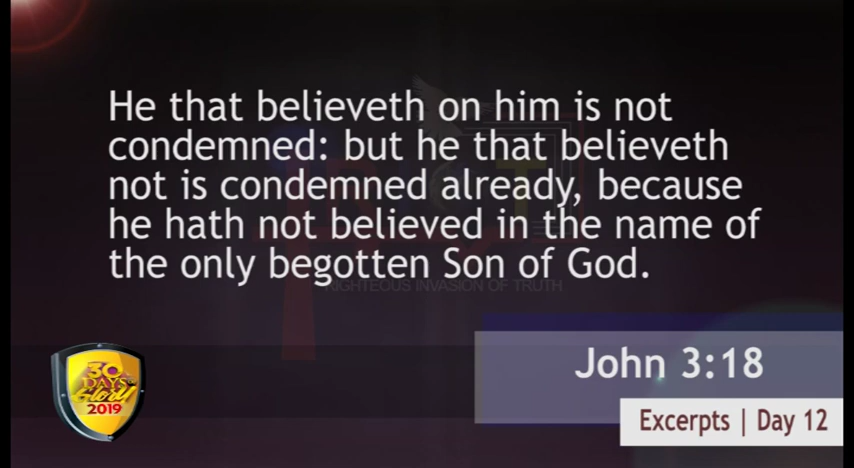 He that believeth on him is not
condemned: but he that believeth
not is condemned already, because
he hath not believed in the name of
the only begotten Son of God.
RIGHTEOUS INVASION OF TRUTH
John 3:18
30
DAYS of
Glory
2019
Excerpts | Day 12